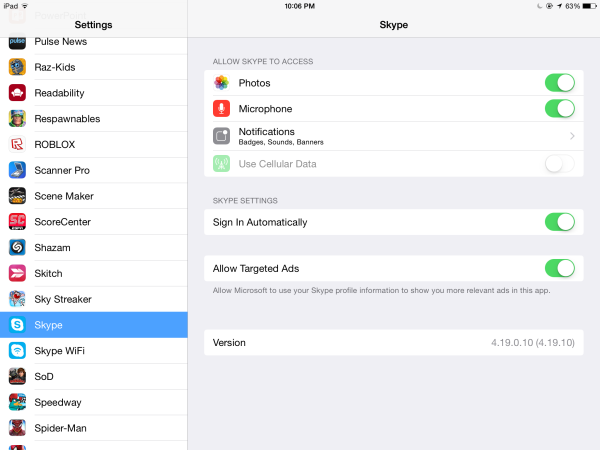 iPad
10:06 PM
63%
Settings
Skype
Pulse News
Raz-Kids
Readability
Respawnables
ROBLOX
Scanner Pro
Scene Maker
ScoreCenter
Shazam
Skitch
Sky Streaker
Skype
Skype WiFi
SoD
Speedway
Spider-Man
ALLOW SKYPE TO ACCESS
Photos
Microphone
Notifications
Badges, Sounds, Banners
Use Cellular Data
SKYPE SETTINGS
Sign In Automatically
Allow Targeted Ads
Allow Microsoft to use your Skype profile information to show you more relevant ads in this app.
Version
4.19.0.10 (4.19.10)